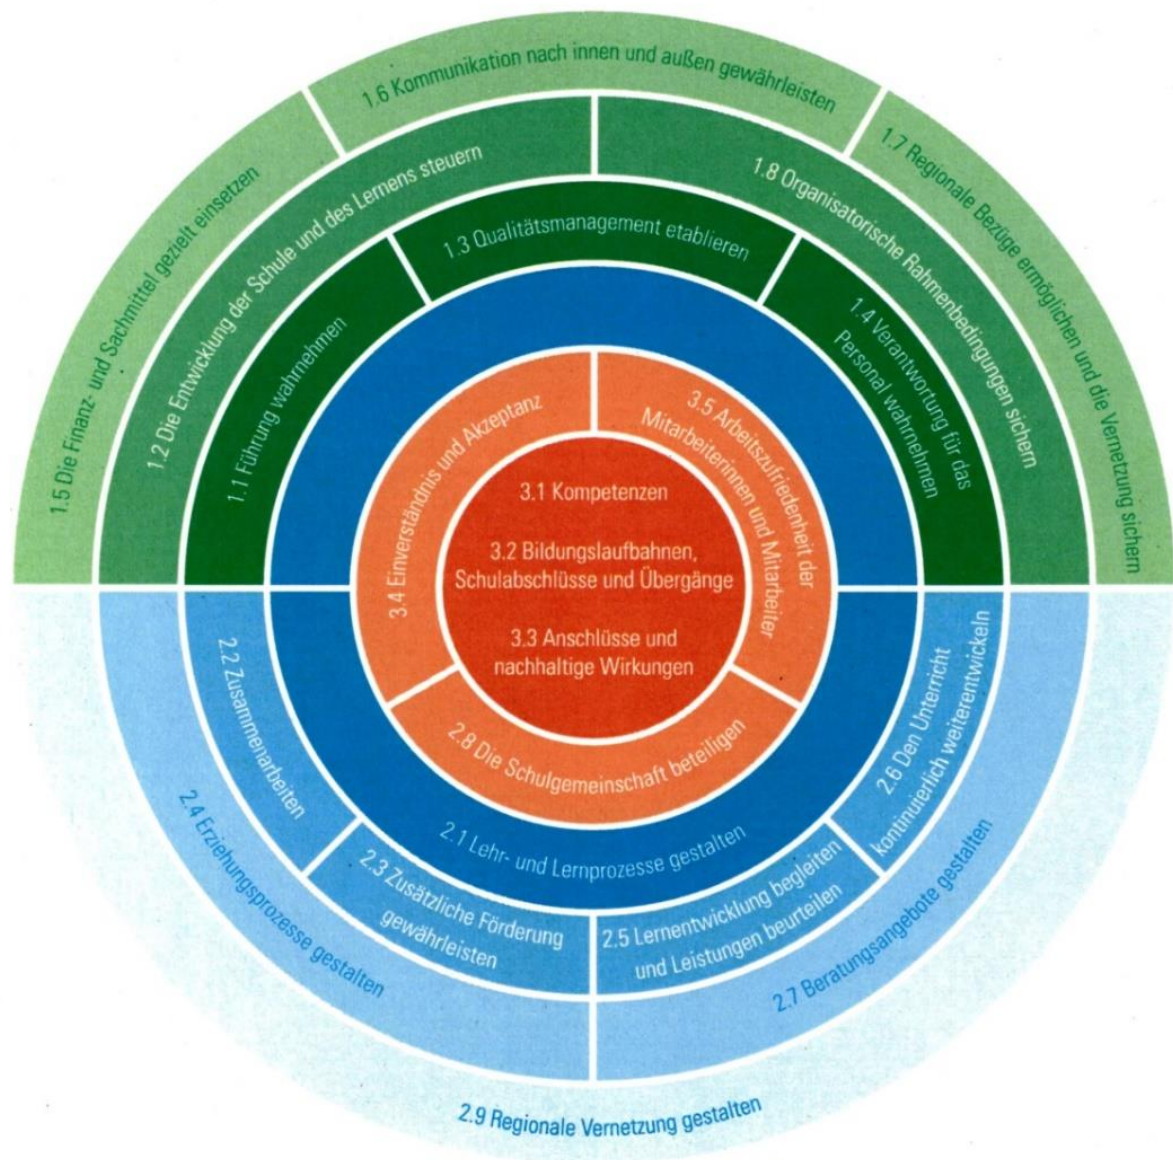 1.6 Kommunikation nach innen und außen gewährleisten
1.5 Die Finanz- und Sachmittel gezielt einsetzen
1.7 Regionale Bezüge ermöglichen und die Vernetzung sichern
1.2 Die Entwicklung der Schule und des Lernens steuern
1.8 Organisatorische Rahmenbedingungen sichern
1.1 Führung wahrnehmen
1.3 Qualitätsmanagement etablieren
1.4 Verantwortung für das
Personal wahrnehmen
3.4 Einverständnis und Akzeptanz
3.5 Arbeitszufriedenheit der
Mitarbeiterinnen und Mitarbeiter
3.1 Kompetenzen
3.2 Bildungslaufbahnen,
Schulabschlüsse und Übergänge
3.3 Anschlüsse und
nachhaltige Wirkungen
2.8 Die Schulgemeinschaft beteiligen
2.1 Lehr- und Lernprozesse gestalten
2.2 Zusammenarbeiten
2.3 Zusätzliche Förderung
gewährleisten
2.5 Lernentwicklung begleiten
und Leistungen beurteilen
2.6 Den Unterricht
kontinuierlich weiterentwickeln
2.4 Erziehungsprozesse gestalten
2.7 Beratungsangebote gestalten
2.9 Regionale Vernetzung gestalten